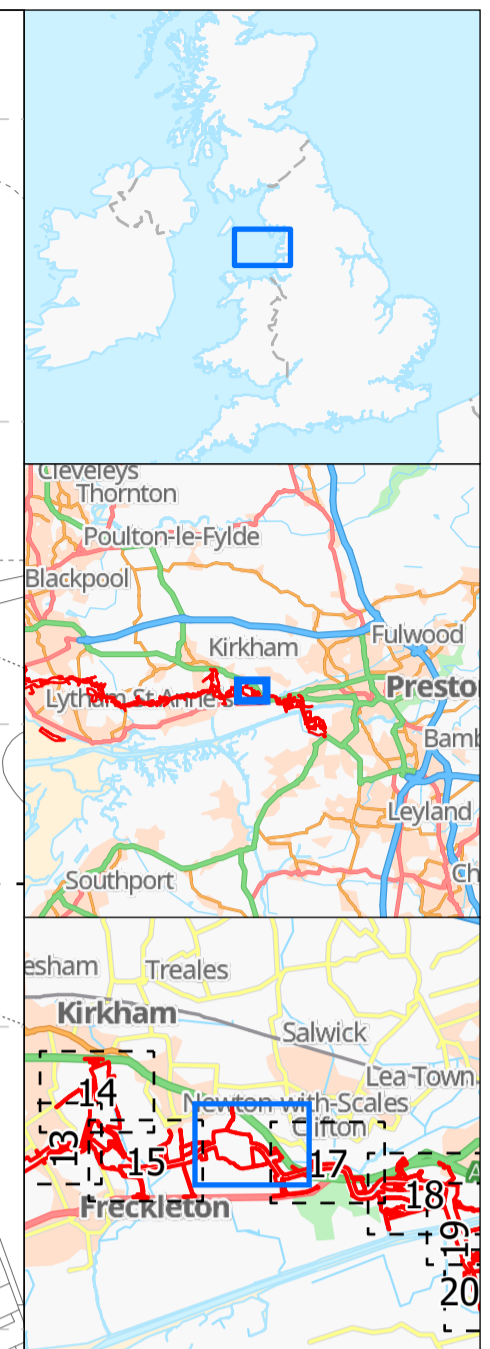 Cleveleys
Thornton
Poulton-le-Fylde
Blackpool
Kirkham
Fulwood
Lytham St Anne's
Presto
Bamb
Leyland
Ch
Southport
esham
Treales
Kirkham
Salwick
Lea Town
14
Newton-with-Scales
Clifton
13
15
17
A
18
Freckleton
19
20